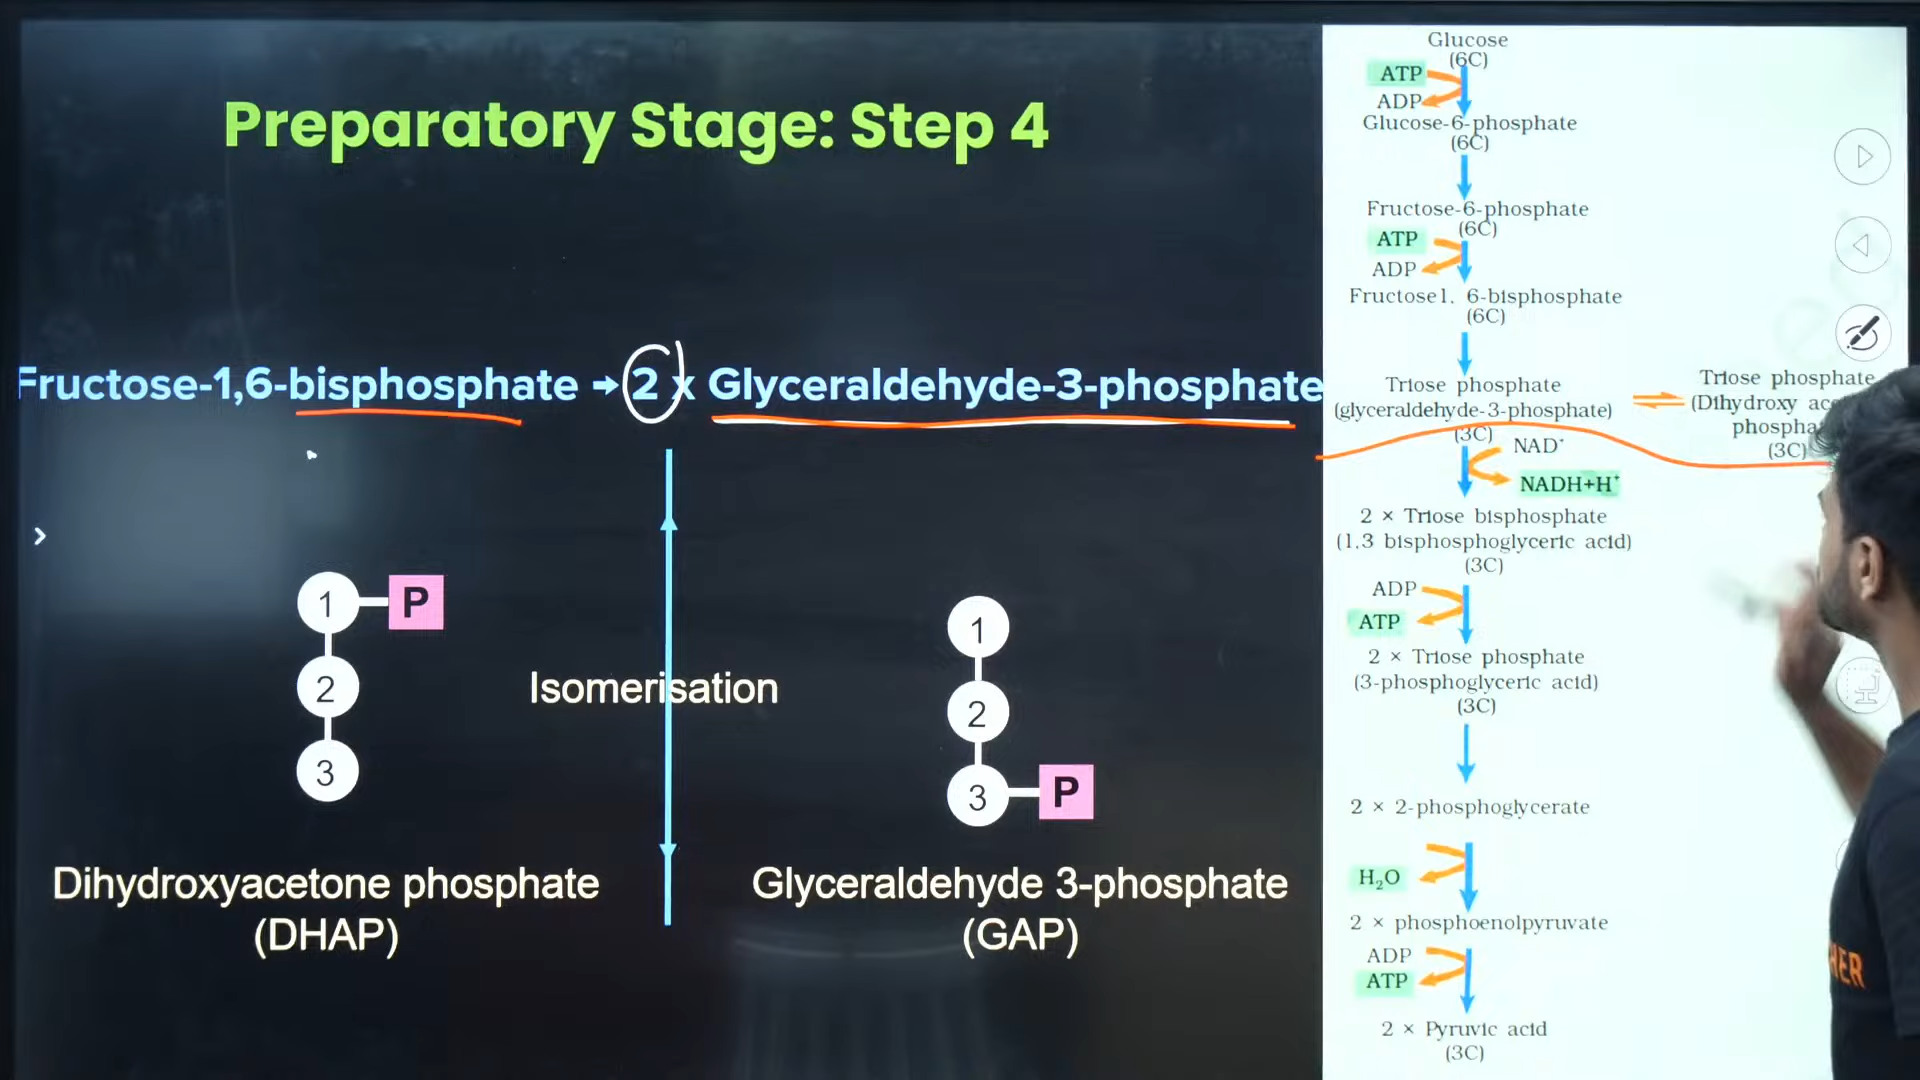 Preparatory Stage: Step 4
Fructose-1,6-bisphosphate → 2 x Glyceraldehyde-3-phosphate
1 P
2
3
Isomerisation
1
2
3 P
Dihydroxyacetone phosphate
(DHAP)
Glyceraldehyde 3-phosphate
(GAP)
Glucose
(6C)
ATP
ADP
Glucose-6-phosphate
(6C)
Fructose-6-phosphate
(6C)
ATP
ADP
Fructose1, 6-bisphosphate
(6C)
Triose phosphate
(glyceraldehyde-3-phosphate)
(3C)
Triose phosphate
(Dihydroxy
(3C)
NAD⁺
NADH+H⁺
2 × Triose bisphosphate
(1,3 bisphosphoglyceric acid)
(3C)
ADP
ATP
2 × Triose phosphate
(3-phosphoglyceric acid)
(3C)
2 × 2-phosphoglycerate
H₂O
2 × phosphoenolpyruvate
ADP
ATP
2 × Pyruvic acid
(3C)